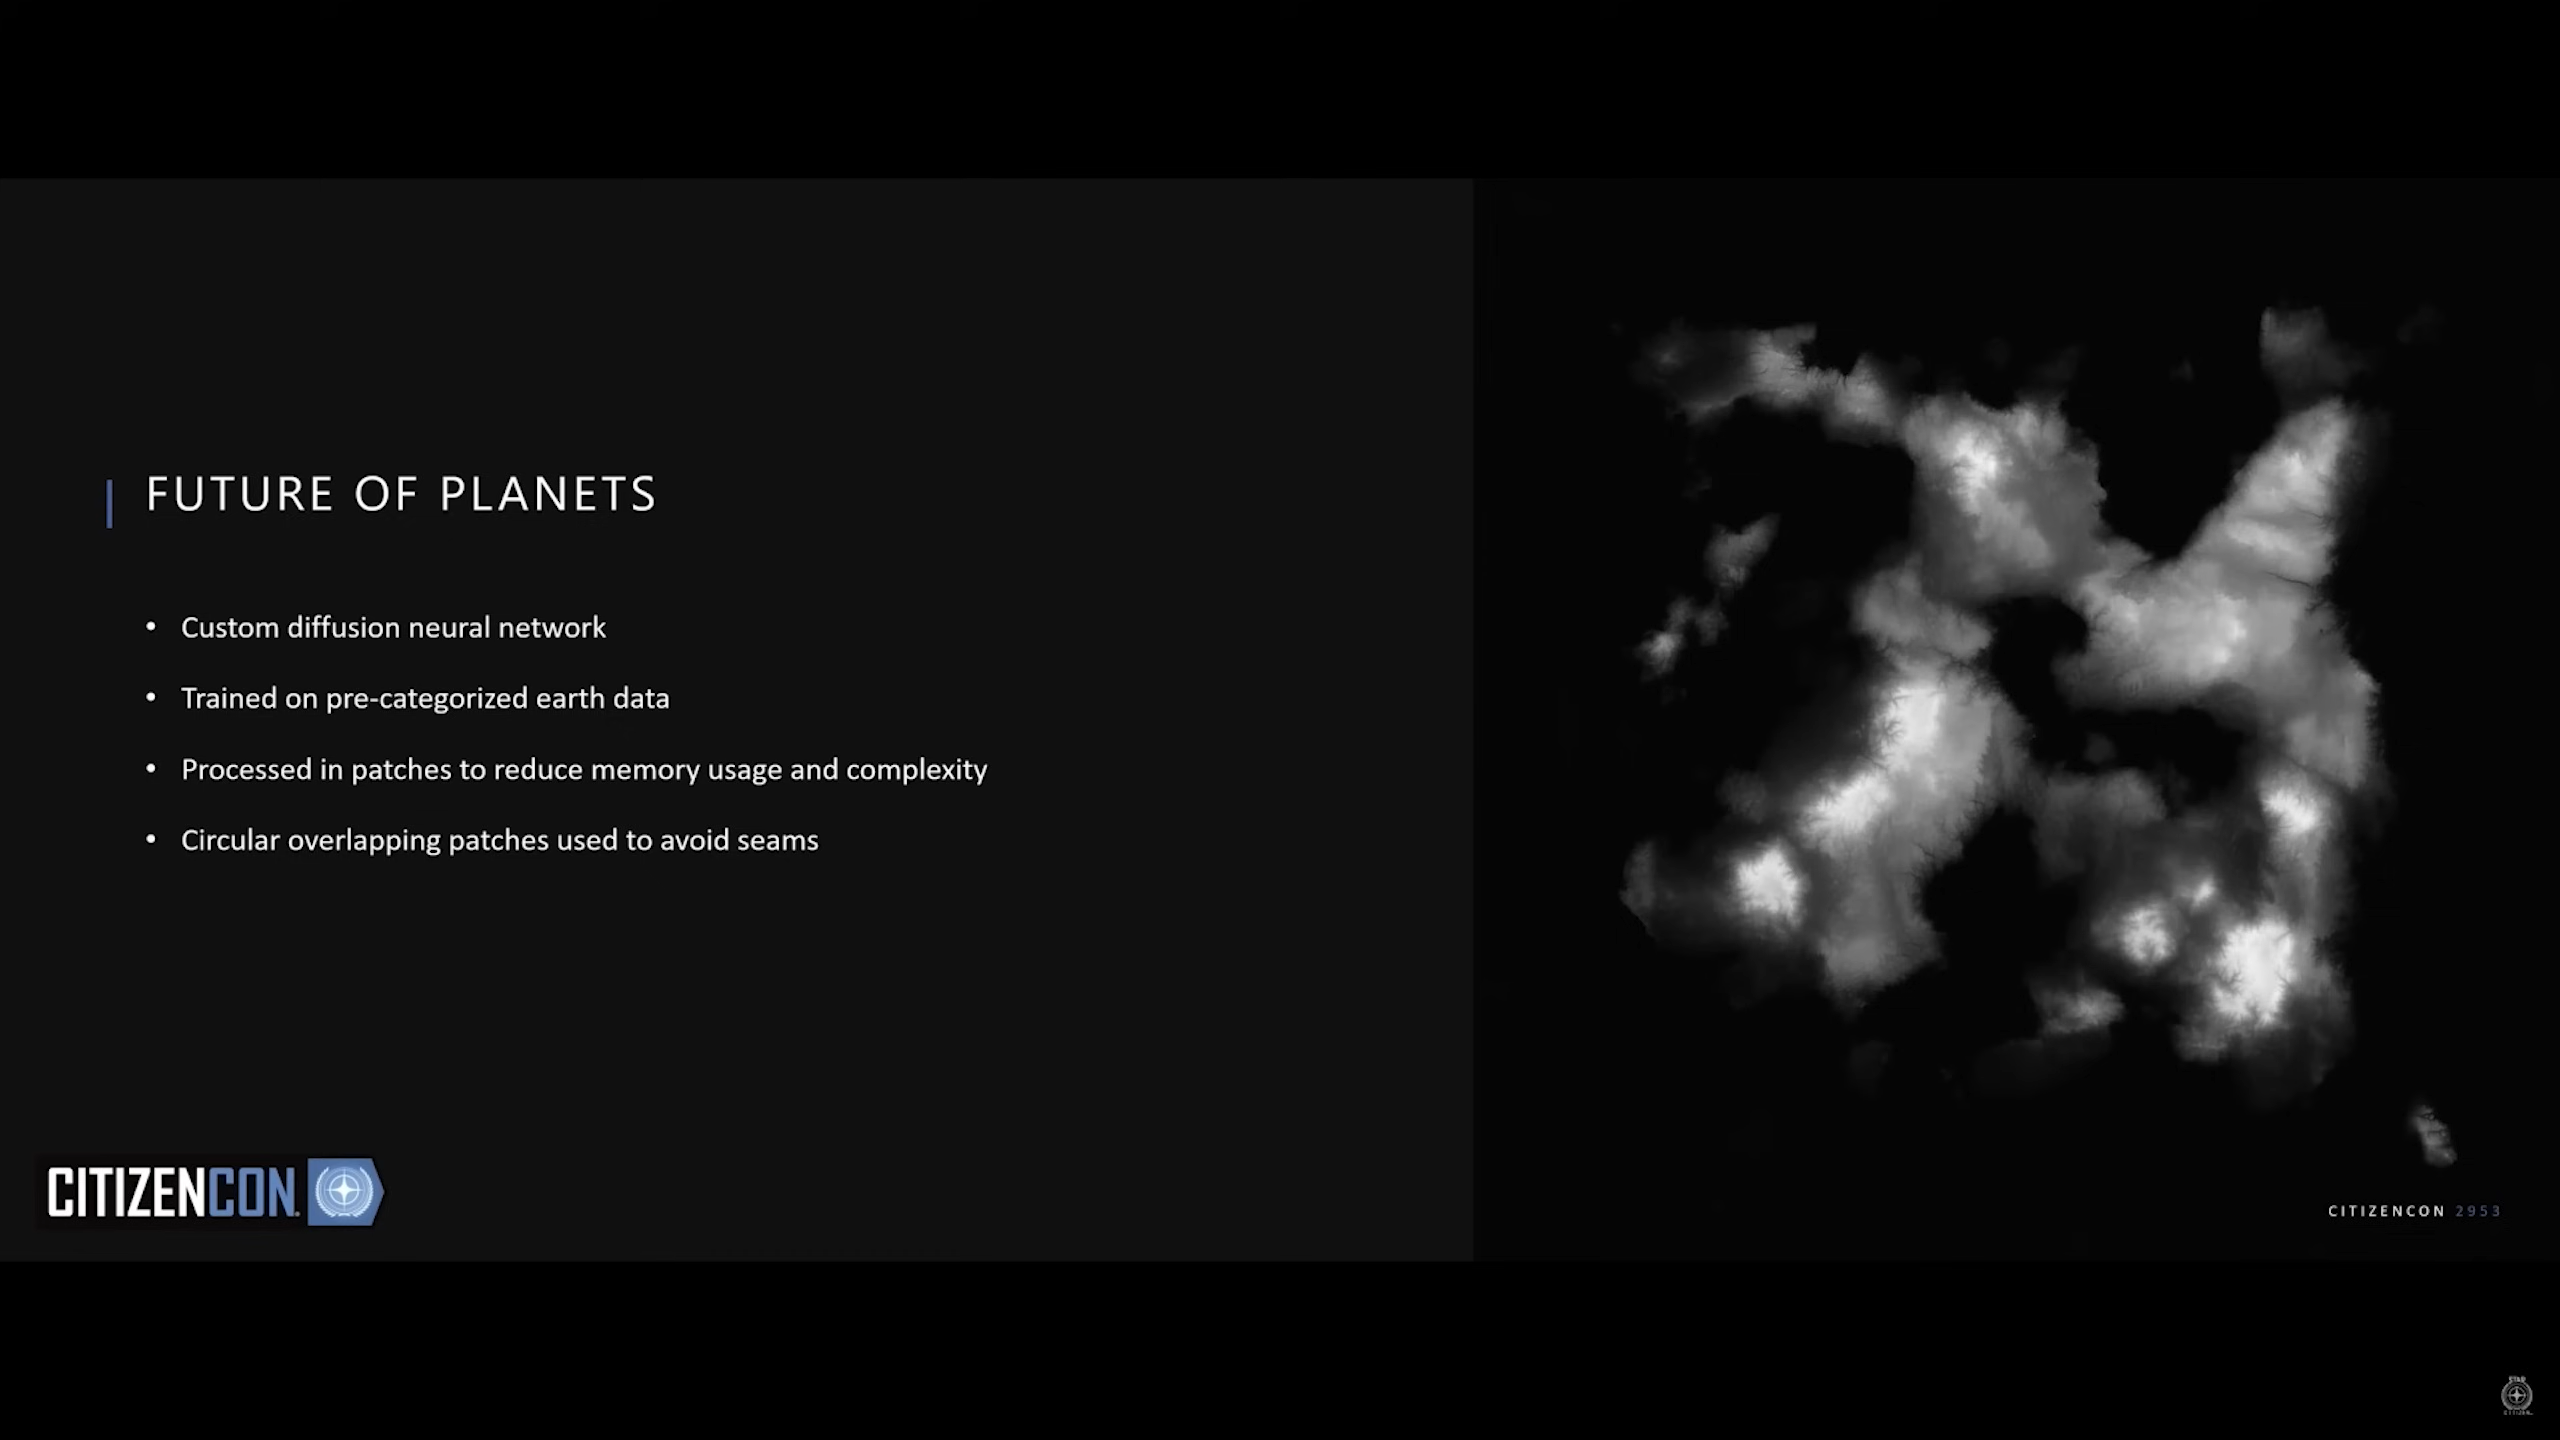 FUTURE OF PLANETS
• Custom diffusion neural network
• Trained on pre-categorized earth data
• Processed in patches to reduce memory usage and complexity
• Circular overlapping patches used to avoid seams
CITIZENCON
CITIZENCON 2953
STAR